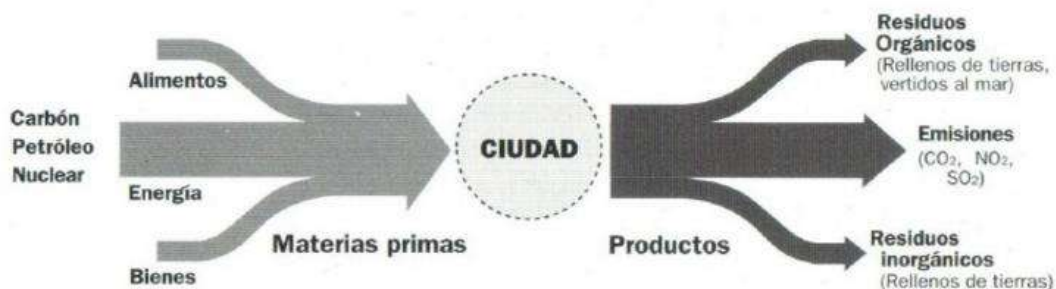 Alimentos
Carbón
Petróleo
Nuclear
Energía
Bienes
Materias primas
CIUDAD
Productos
Residuos
Orgánicos
(Rellenos de tierras,
vertidos al mar)
Emisiones
(CO₂, NO₂,
SO₂)
Residuos
inorgánicos
(Rellenos de tierras)